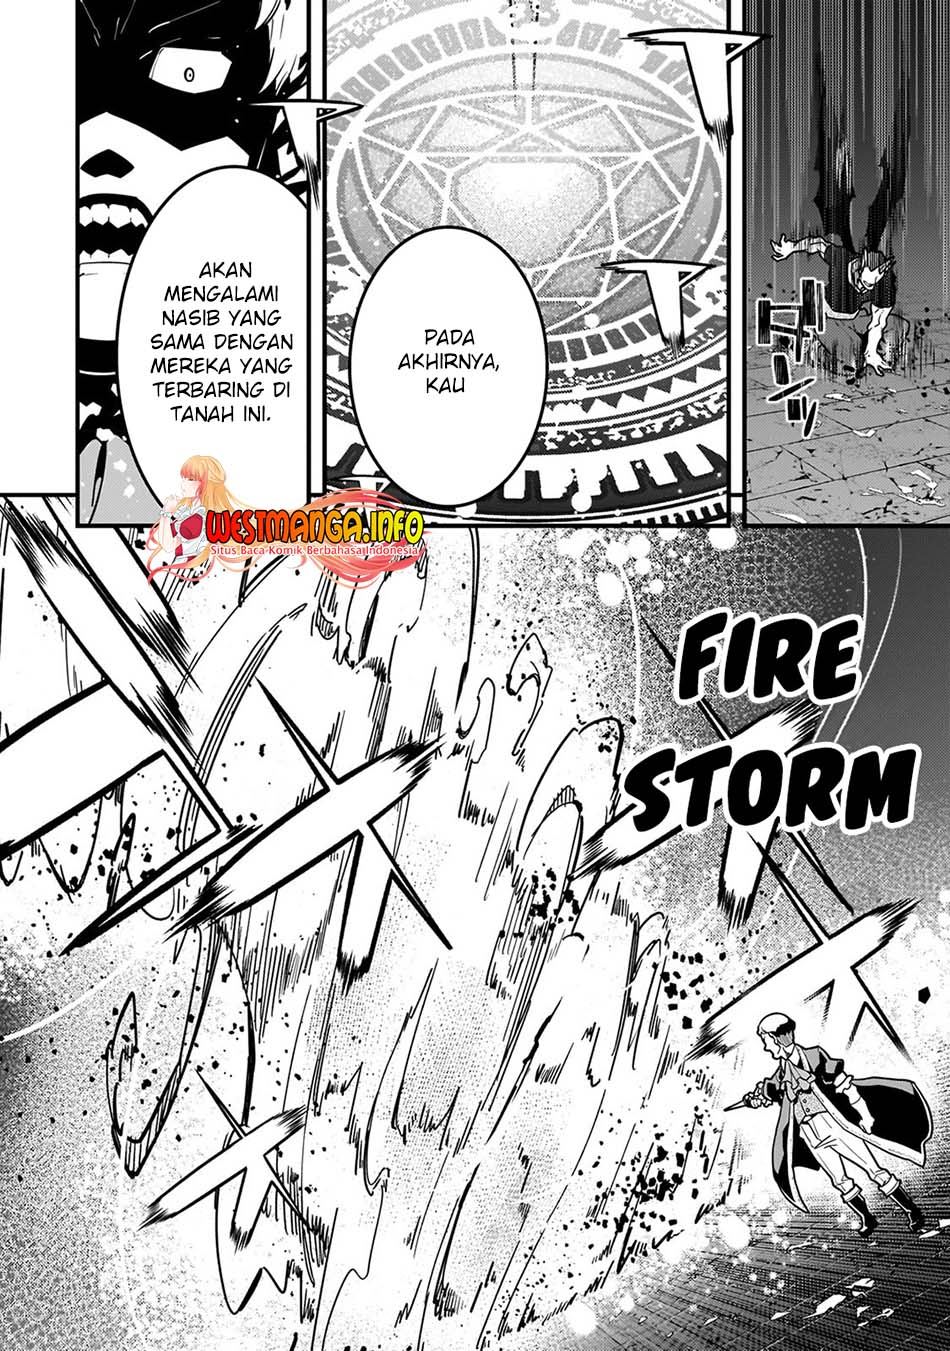 PADA
AKHIRNYA,
KAU
AKAN
MENGALAMI
NASIB YANG
SAMA DENGAN
MEREKA YANG
TERBARING DI
TANAH INI.
WESTMANGA.INFO
Situs Baca Komik Berbahasa Indonesia
FIRE
STORM